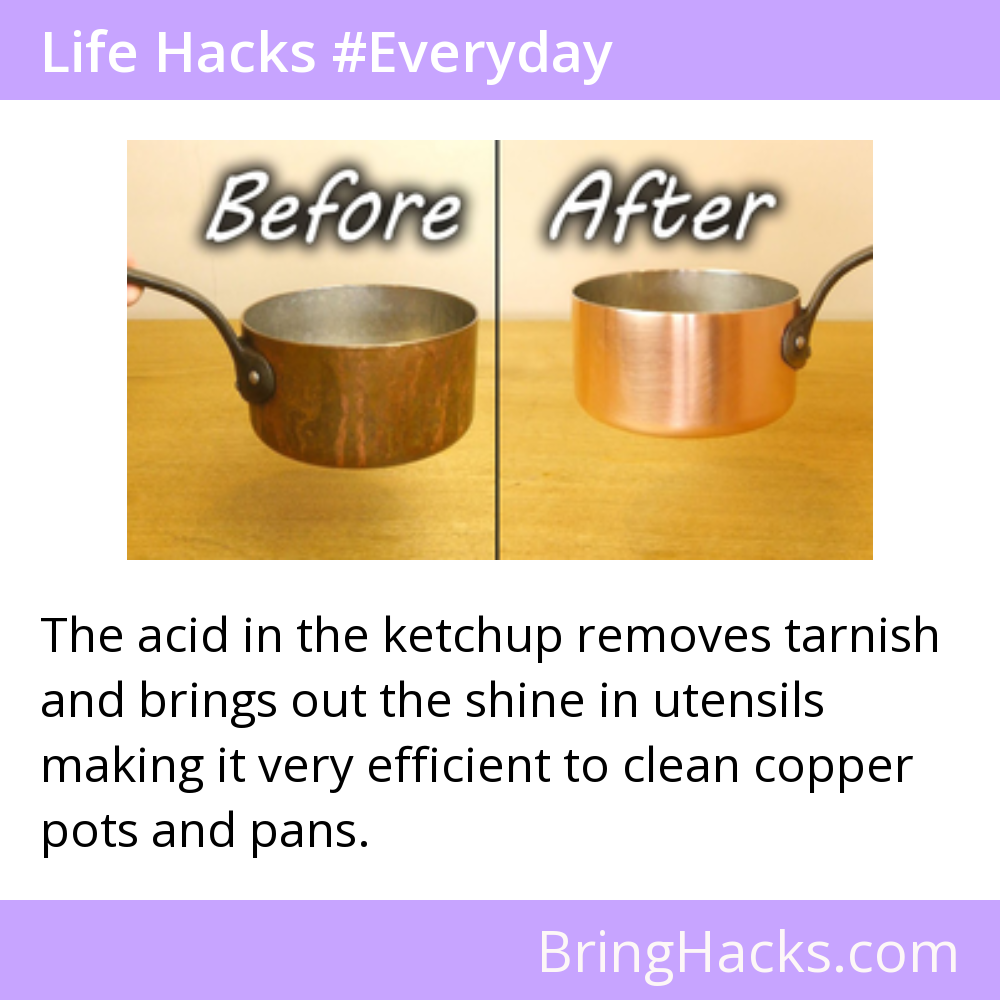 Life Hacks #Everyday
Before
After
The acid in the ketchup removes tarnish
and brings out the shine in utensils
making it very efficient to clean copper
pots and pans.
BringHacks.com